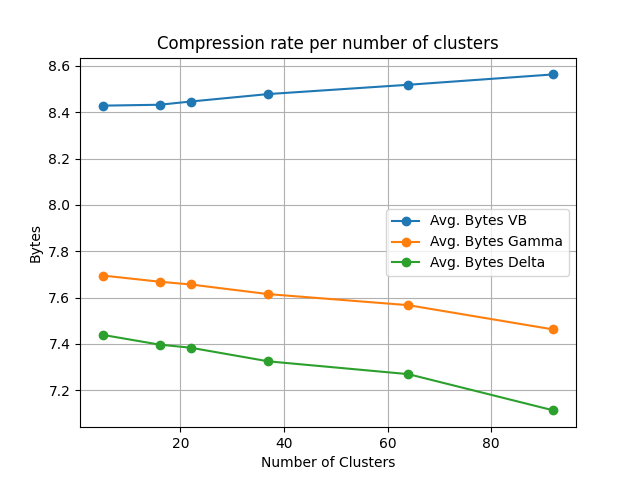 Compression rate per number of clusters
8.6
8.4
8.2
8.0
7.8
7.6
7.4
7.2
Bytes
Avg. Bytes VB
Avg. Bytes Gamma
Avg. Bytes Delta
20 40 60 80
Number of Clusters